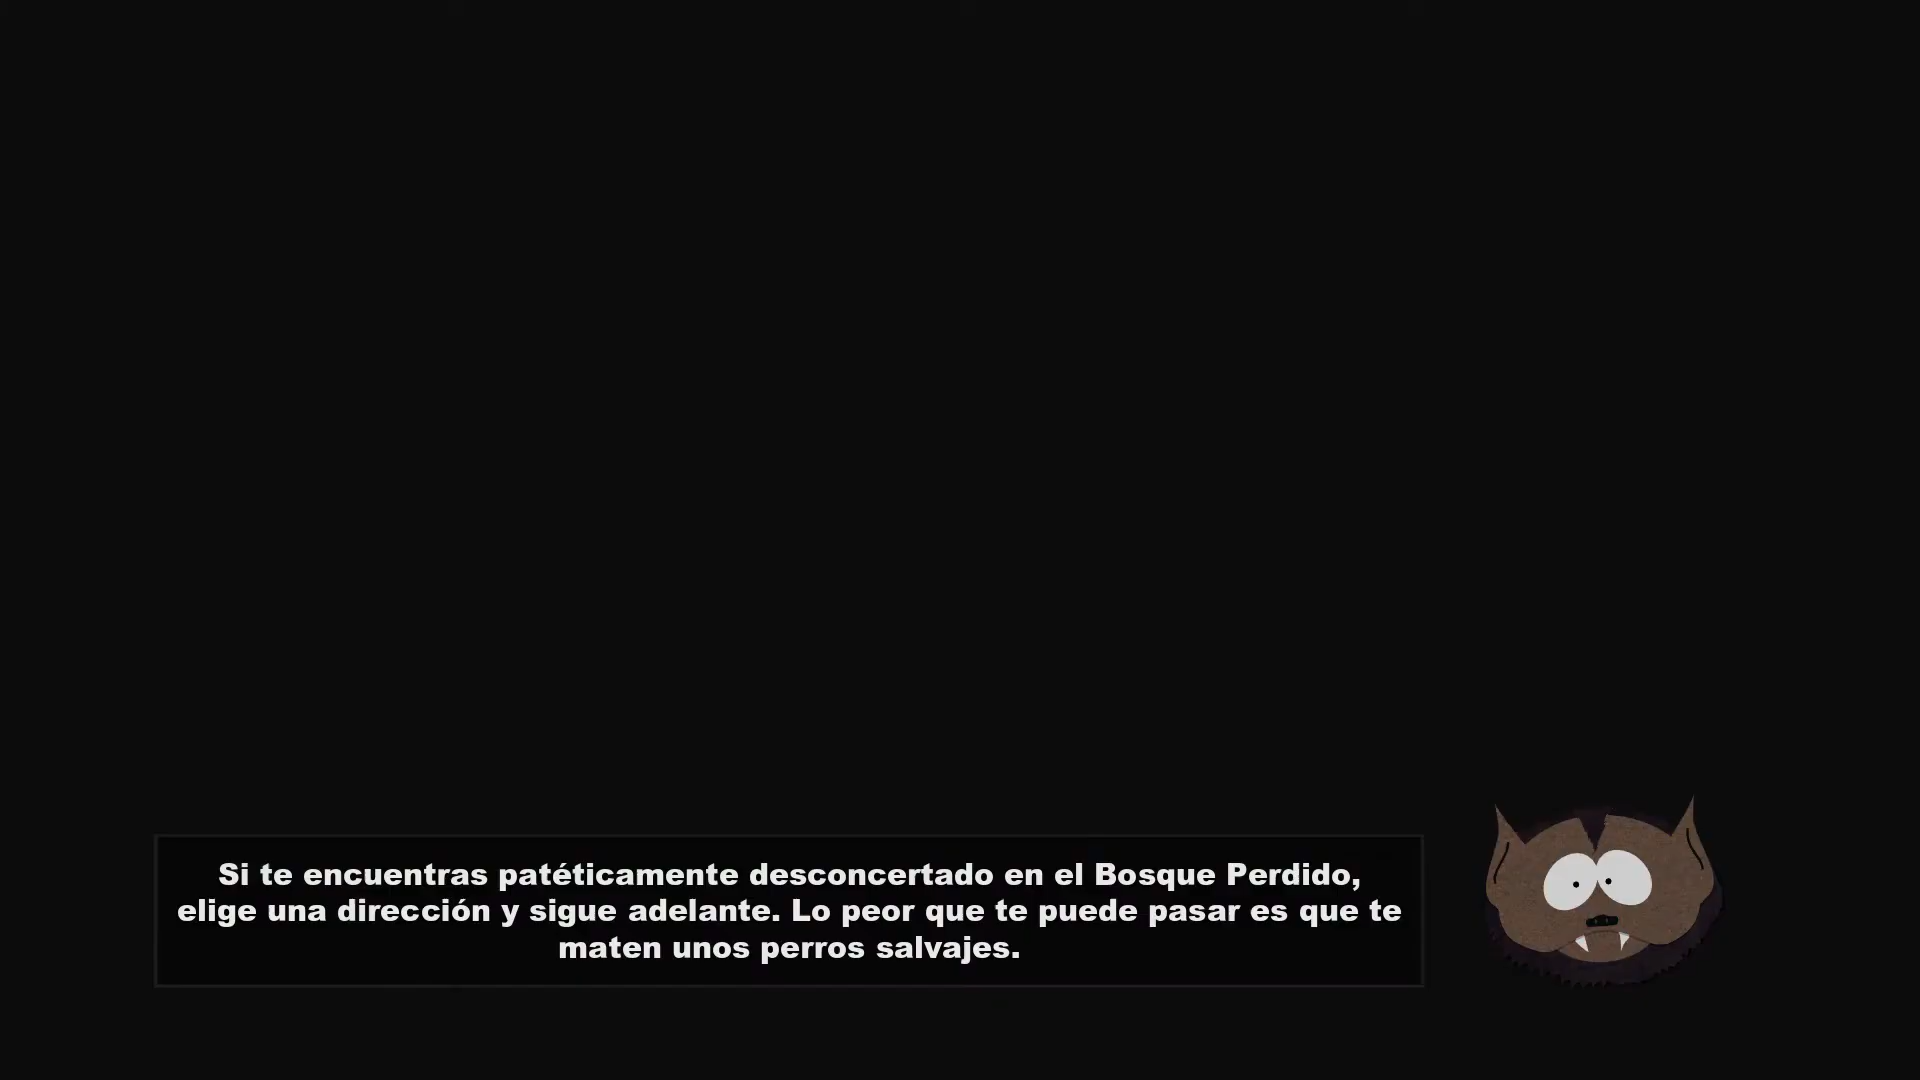 Si te encuentras patéticamente desconcertado en el Bosque Perdido,
elige una dirección y sigue adelante. Lo peor que te puede pasar es que te
maten unos perros salvajes.